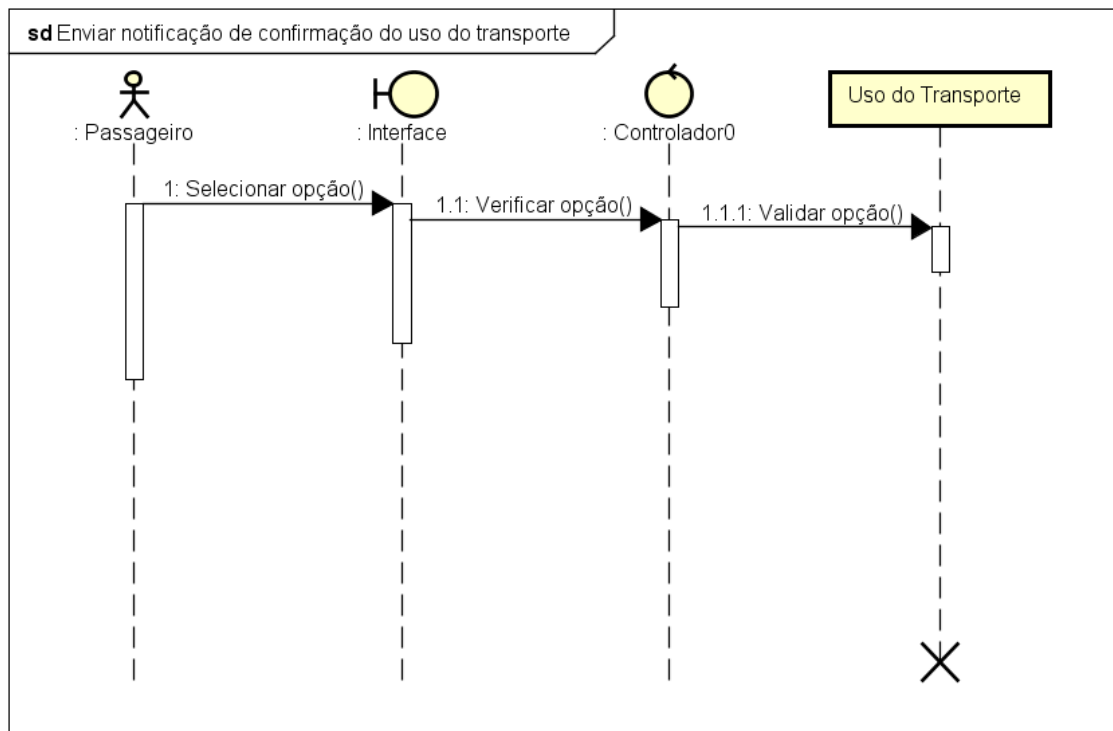 sd Enviar notificação de confirmação do uso do transporte
: Passageiro
: Interface
: Controlador0
Uso do Transporte
1: Selecionar opção()
1.1: Verificar opção()
1.1.1: Validar opção()